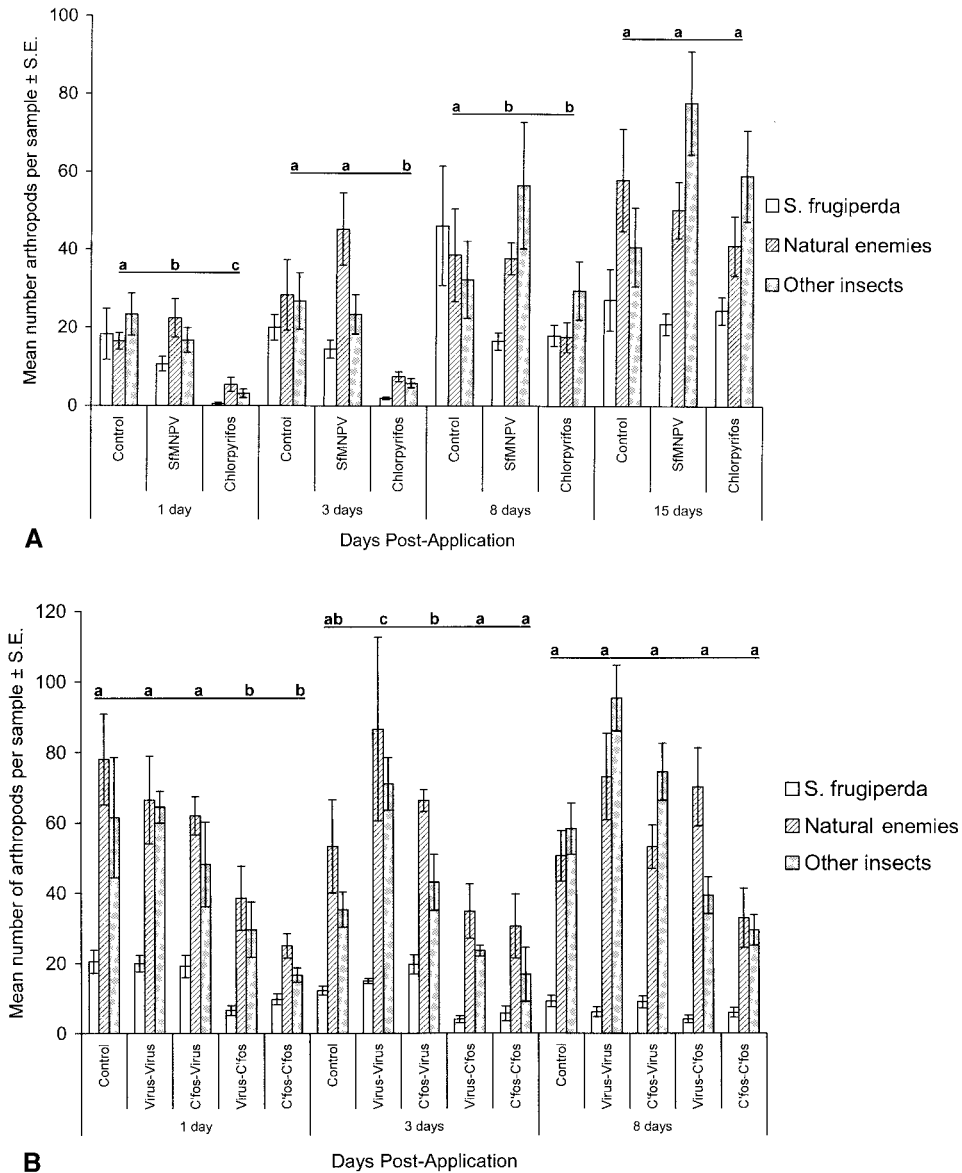 Mean number arthropods per sample ± S.E.
100
80
60
40
20
0
a b c
a a b
a b b
a a a
S. frugiperda
Natural enemies
Other insects
Control SfMNPV Chlorpyrifos Control SfMNPV Chlorpyrifos Control SfMNPV Chlorpyrifos Control SfMNPV Chlorpyrifos
1 day 3 days 8 days 15 days
A
Days Post-Application
Mean number of arthropods per sample ± S.E.
120
100
80
60
40
20
0
a a a b b
ab c b a a
a a a a a
S. frugiperda
Natural enemies
Other insects
Control Virus-Virus C'fos-Virus Virus-C'fos C'fos-C'fos Control Virus-Virus C'fos-Virus Virus-C'fos C'fos-C'fos Control Virus-Virus C'fos-Virus Virus-C'fos C'fos-C'fos
1 day 3 days 8 days
B
Days Post-Application